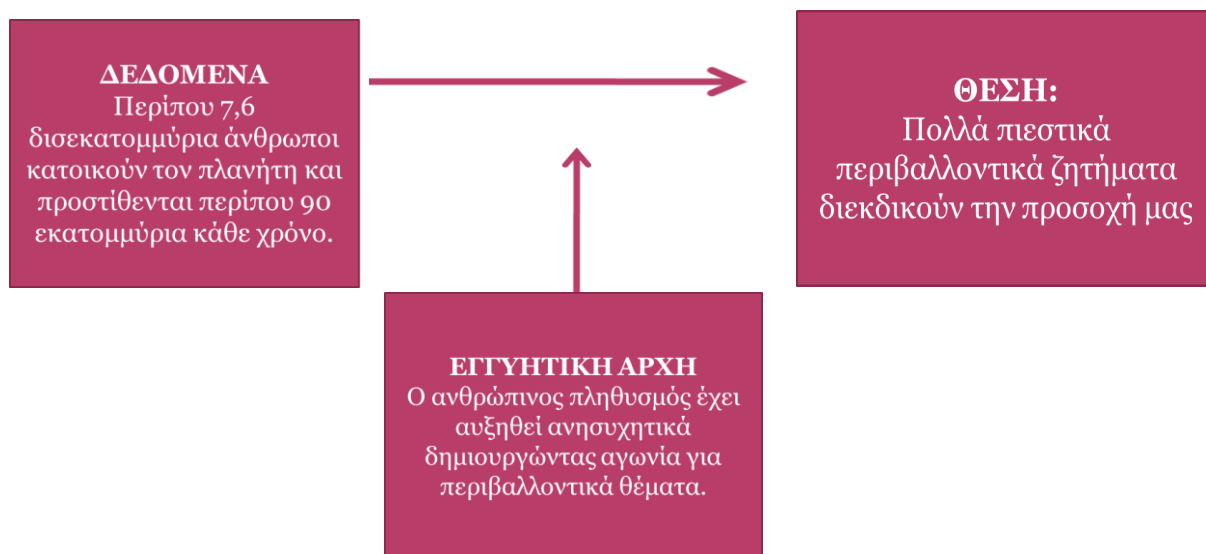 ΔΕΔΟΜΕΝΑ
Περίπου 7,6
δισεκατομμύρια άνθρωποι
κατοικούν τον πλανήτη και
προστίθενται περίπου 90
εκατομμύρια κάθε χρόνο.
ΘΕΣΗ:
Πολλά πιεστικά
περιβαλλοντικά ζητήματα
διεκδικούν την προσοχή μας
ΕΓΓΥΗΤΙΚΗ ΑΡΧΗ
Ο ανθρώπινος πληθυσμός έχει
αυξηθεί ανησυχητικά
δημιουργώντας αγωνία για
περιβαλλοντικά θέματα.